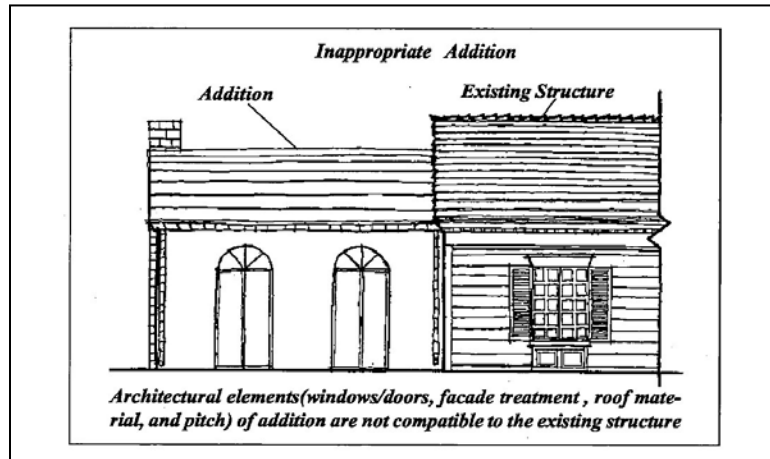 Inappropriate Addition
Addition
Existing Structure
Architectural elements(windows/doors, facade treatment , roof mate-
rial, and pitch) of addition are not compatible to the existing structure